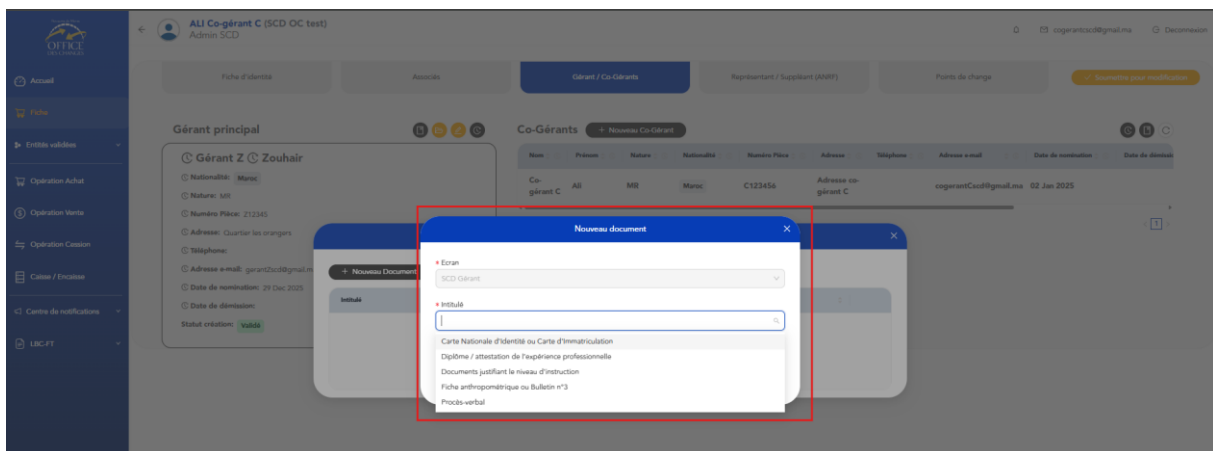 OFFICE
DES CHANGES
ALI Co-gérant C (SCD OC test)
Admin SCD
cogerantcscd@gmail.ma
Deconnexion
Accueil
Fiche
Entités validées
Opération Achat
Opération Vente
Opération Cession
Caisse / Encaisse
Centre de notifications
LBC-FT
Fiche d'identité
Associés
Gérant / Co-Gérants
Représentant / Suppléant (ANRF)
Points de change
Soumettre pour modification
Gérant principal
Gérant Z Zouhair
Nationalité: Maroc
Nature: MR
Numéro Pièce: Z12345
Adresse: Quartier les orangers
Téléphone:
Adresse e-mail: gerantZscd@gmail.m
Date de nomination: 29 Dec 2025
Date de démission:
Statut création: Validé
Co-Gérants + Nouveau Co-Gérant
Nom Prénom Nature Nationalité Numéro Pièce Adresse Téléphone Adresse e-mail Date de nomination Date de démissi
Co-gérant C Ali MR Maroc C123456 Adresse co-gérant C cogerantCscd@gmail.ma 02 Jan 2025
1
+ Nouveau Document
Intitulé
Nouveau document
* Ecran
SCD Gérant
* Intitulé
Carte Nationale d'Identité ou Carte d'Immatriculation
Diplôme / attestation de l'expérience professionnelle
Documents justifiant le niveau d'instruction
Fiche anthropométrique ou Bulletin n°3
Procès-verbal